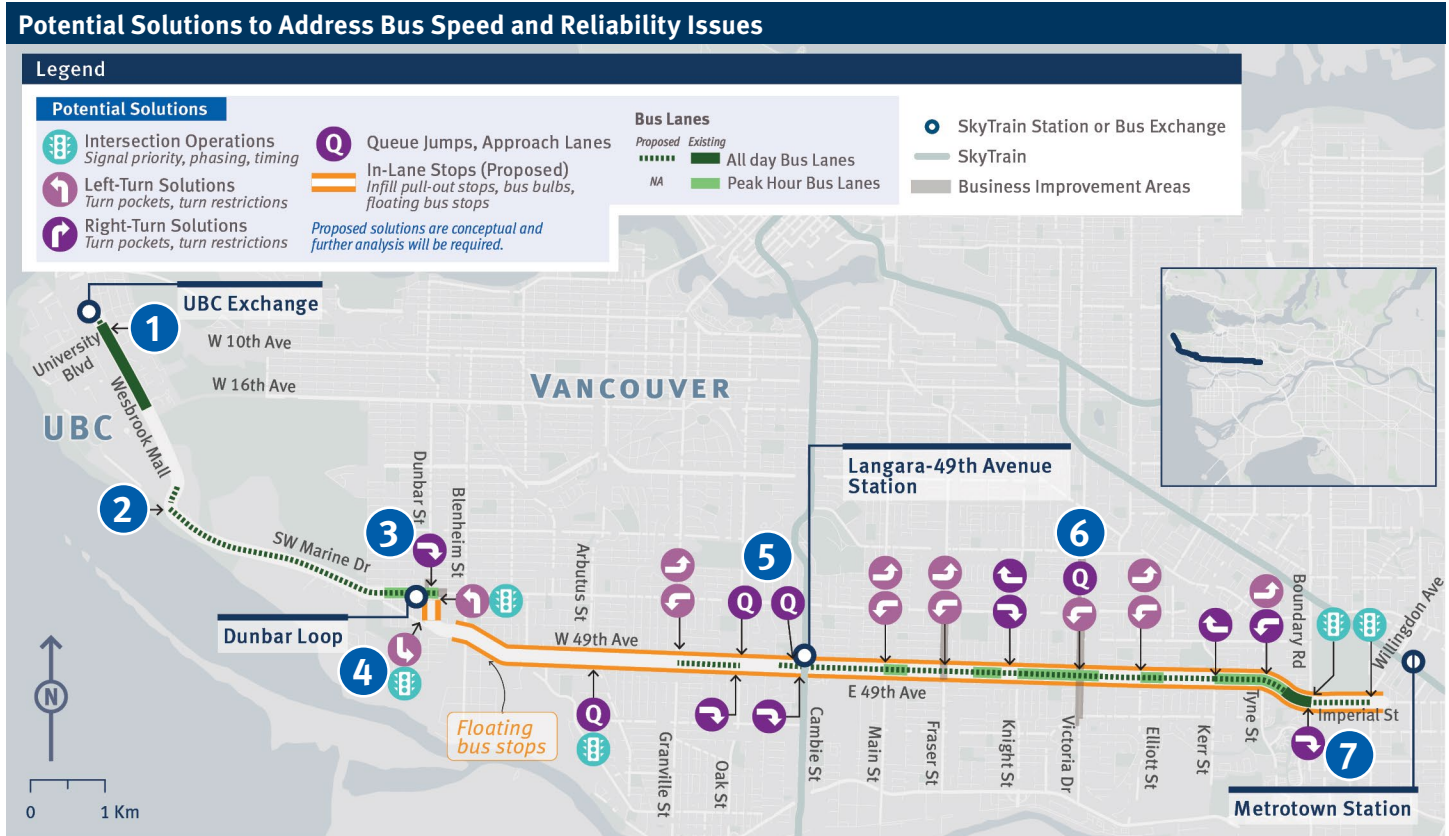 Potential Solutions to Address Bus Speed and Reliability Issues
Legend
Potential Solutions
Intersection Operations
Signal priority, phasing, timing
Left-Turn Solutions
Turn pockets, turn restrictions
Right-Turn Solutions
Turn pockets, turn restrictions
Q
Queue Jumps, Approach Lanes
In-Lane Stops (Proposed)
Infill pull-out stops, bus bulbs,
floating bus stops
Proposed solutions are conceptual and
further analysis will be required.
Bus Lanes
Proposed Existing
All day Bus Lanes
NA
Peak Hour Bus Lanes
SkyTrain Station or Bus Exchange
SkyTrain
Business Improvement Areas
UBC Exchange
1
University
Blvd
W 10th Ave
W 16th Ave
VANCOUVER
UBC
Wesbrook Mall
2
SW Marine Dr
Dunbar St
Blenheim St
3
Dunbar Loop
4
Arbutus St
Floating
bus stops
Q
W 49th Ave
Granville St
Oak St
5
Q
Q
Langara-49th Avenue
Station
Cambie St
E 49th Ave
Main St
Fraser St
Knight St
6
Q
Victoria Dr
Elliott St
Kerr St
Tyne St
Boundary Rd
Willingdon Ave
Imperial St
7
Metrotown Station
N
0
1 Km